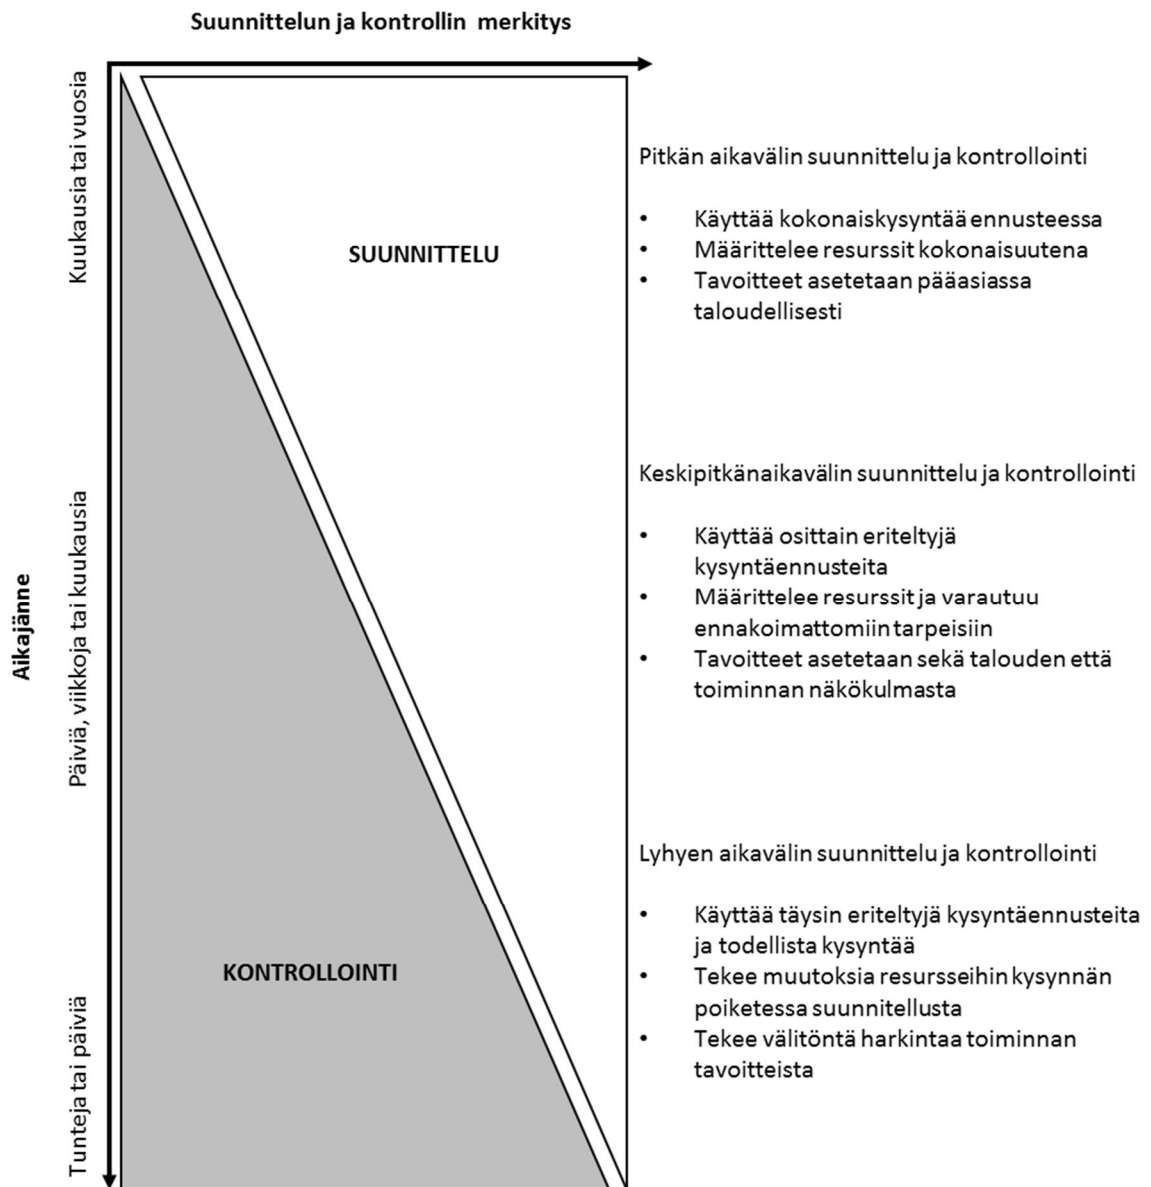 Suunnittelun ja kontrollin merkitys
Kuukausia tai vuosia
Päiviä, viikkoja tai kuukausia
Tunteja tai päiviä
Aikajänne
SUUNNITTELU
KONTROLLOINTI
Pitkän aikavälin suunnittelu ja kontrollointi
• Käyttää kokonaiskysyntää ennusteessa
• Määrittelee resurssit kokonaisuutena
• Tavoitteet asetetaan pääasiassa
taloudellisesti
Keskipitkänaikavälin suunnittelu ja kontrollointi
• Käyttää osittain eriteltyjä
kysyntäennusteita
• Määrittelee resurssit ja varautuu
ennakoimattomiin tarpeisiin
• Tavoitteet asetetaan sekä talouden että
toiminnan näkökulmasta
Lyhyen aikavälin suunnittelu ja kontrollointi
• Käyttää täysin eriteltyjä kysyntäennusteita
ja todellista kysyntää
• Tekee muutoksia resursseihin kysynnän
poiketessa suunnitellusta
• Tekee välitöntä harkintaa toiminnan
tavoitteista